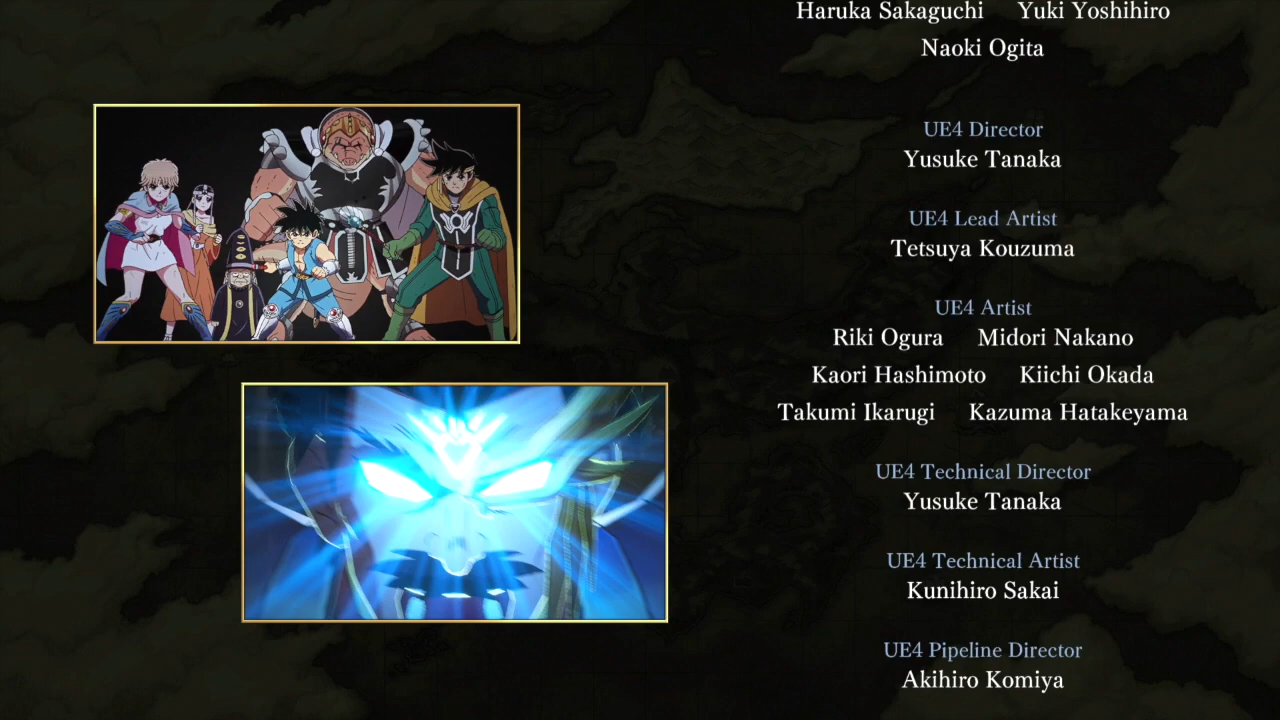 Haruka Sakaguchi Yuki Yoshihiro
Naoki Ogita
UE4 Director
Yusuke Tanaka
UE4 Lead Artist
Tetsuya Kouzuma
UE4 Artist
Riki Ogura Midori Nakano
Kaori Hashimoto Kiichi Okada
Takumi Ikarugi Kazuma Hatakeyama
UE4 Technical Director
Yusuke Tanaka
UE4 Technical Artist
Kunihiro Sakai
UE4 Pipeline Director
Akihiro Komiya